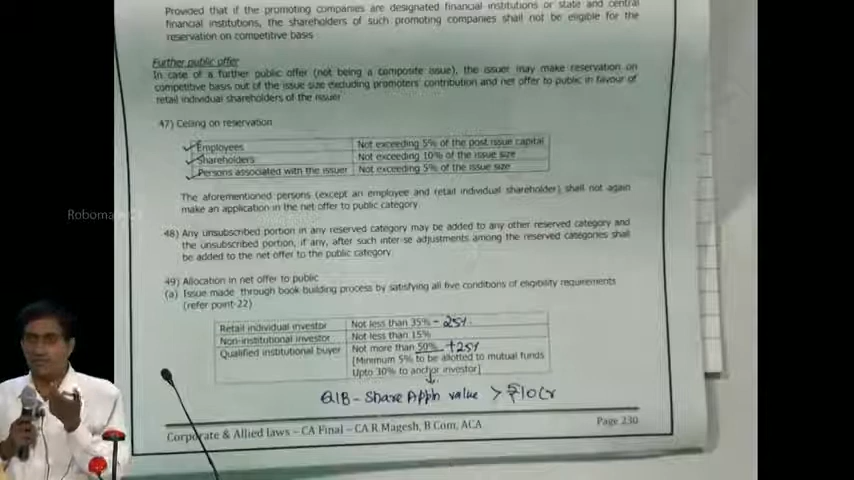 Provided that if the promoting companies are designated financial institutions or state and central
financial institutions, the shareholders of such promoting companies shall not be eligible for the
reservation on competitive basis
Further public offer
In case of a further public offer (not being a composite issue), the issuer may make reservation on
competitive basis out of the issue size excluding promoters' contribution and net offer to public in favour of
retail individual shareholders of the issuer
47) Ceiling on reservation
Employees Not exceeding 5% of the post issue capital
Shareholders Not exceeding 10% of the issue size
Persons associated with the issuer Not exceeding 5% of the issue size
The aforementioned persons (except an employee and retail individual shareholder) shall not again
make an application in the net offer to public category
Roboma
48) Any unsubscribed portion in any reserved category may be added to any other reserved category and
the unsubscribed portion, if any, after such inter-se adjustments among the reserved categories shall
be added to the net offer to the public category
49) Allocation in net offer to public
(a) Issue made through book building process by satisfying all five conditions of eligibility requirements
(refer point-22)
Retail individual investor Not less than 35% - 25%
Non-institutional investor Not less than 15%
Qualified institutional buyer Not more than 50% +25%
[Minimum 5% to be allotted to mutual funds
Upto 30% to anchor investor]
QIB - Share Appln value > ₹10 Cr
Corporate & Allied laws – CA Final – CA R Magesh, B Com, ACA Page 230